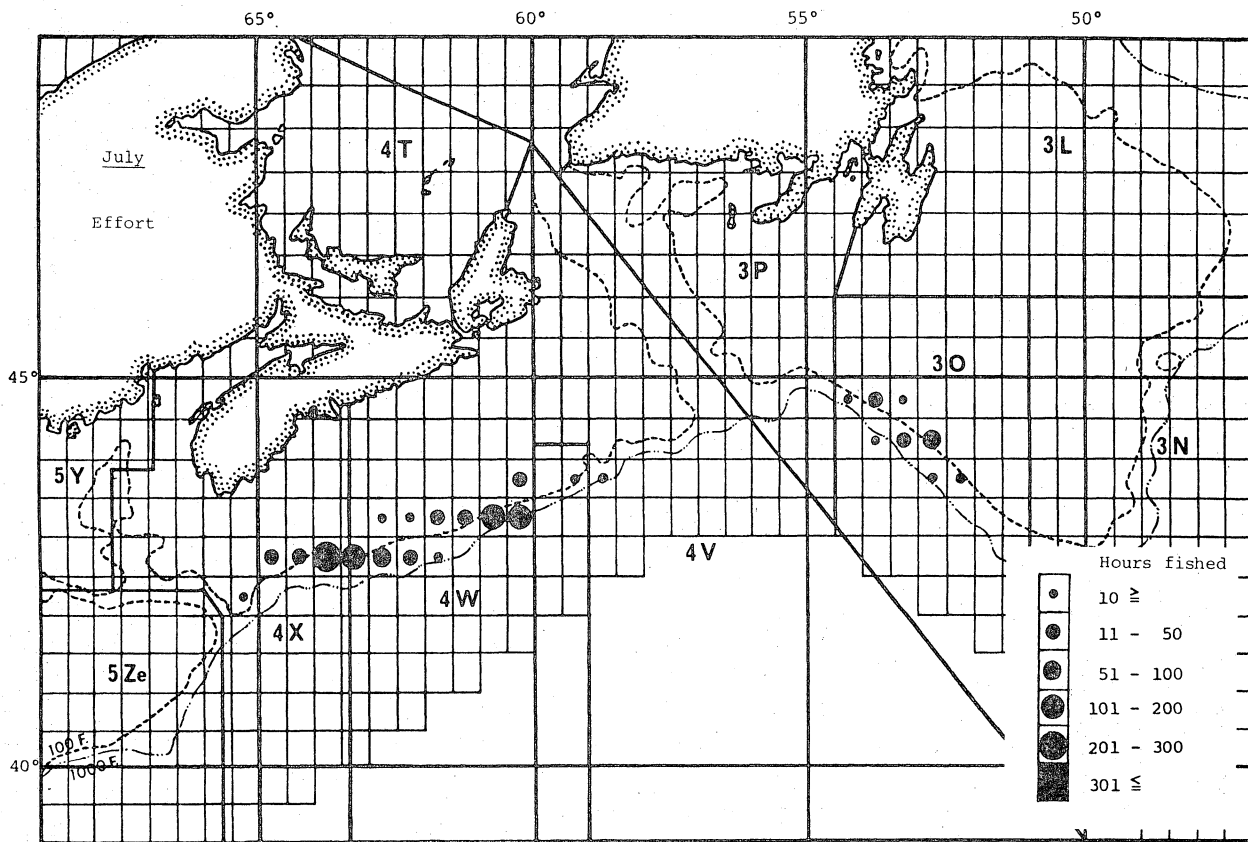 65° 60° 55° 50°
July
Effort
4T
3L
3P
3O
45°
5Y
3N
4V
4W
4X
5Ze
100 F.
1000 F.
40°
Hours fished
10 ≧
11 - 50
51 - 100
101 - 200
201 - 300
301 ≦